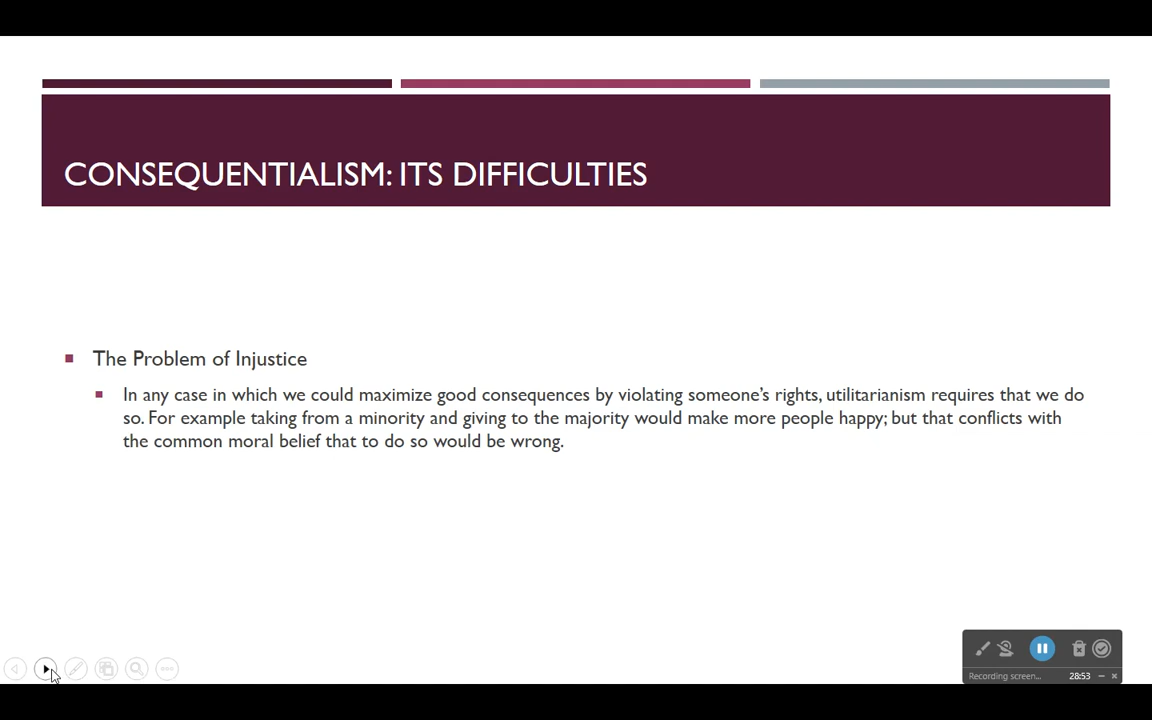 CONSEQUENTIALISM: ITS DIFFICULTIES
The Problem of Injustice
In any case in which we could maximize good consequences by violating someone's rights, utilitarianism requires that we do
so. For example taking from a minority and giving to the majority would make more people happy; but that conflicts with
the common moral belief that to do so would be wrong.
Recording screen... 28:53